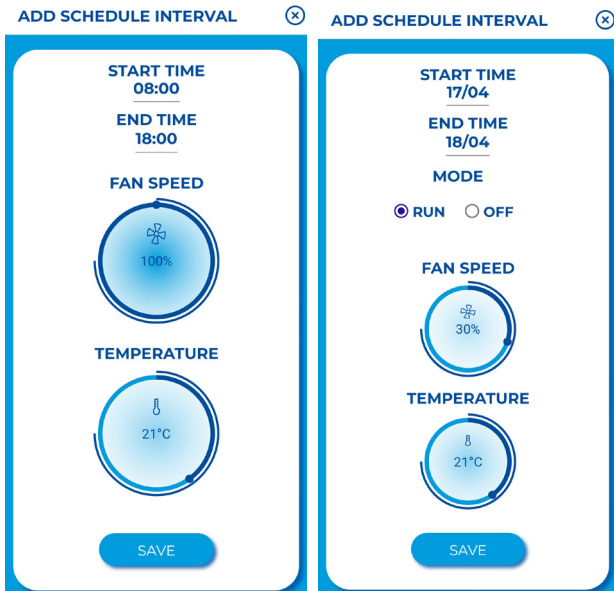 ADD SCHEDULE INTERVAL
START TIME
08:00
END TIME
18:00
FAN SPEED
100%
TEMPERATURE
21°C
SAVE
ADD SCHEDULE INTERVAL
START TIME
17/04
END TIME
18/04
MODE
RUN OFF
FAN SPEED
30%
TEMPERATURE
21°C
SAVE